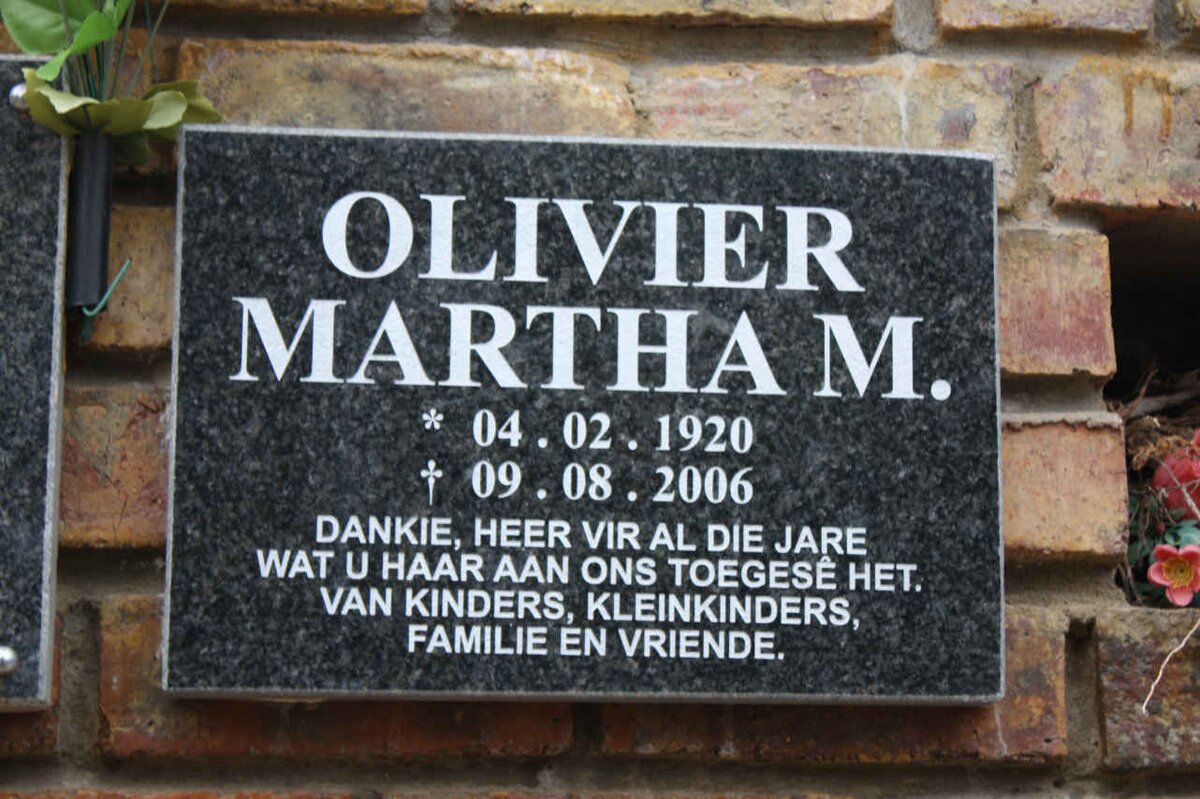 OLIVIER
MARTHA M.
* 04 . 02 . 1920
† 09 . 08 . 2006
DANKIE, HEER VIR AL DIE JARE
WAT U HAAR AAN ONS TOEGESÊ HET.
VAN KINDERS, KLEINKINDERS,
FAMILIE EN VRIENDE.